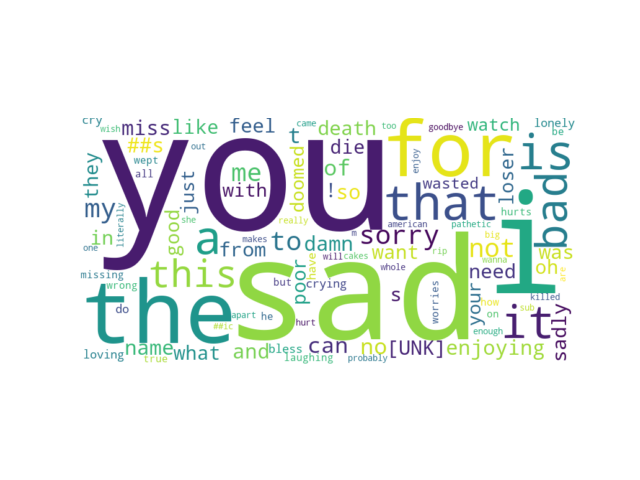 cry
wish
miss
like
feel
t
came
death
too
goodbye
watch
lonely
be
##s
wept
out
all
they
literally
just
me
with
doomed
die
of
!
so
you
for
enjoy
wasted
that
loser
hurts
is
bad
my
in
one
good
she
a
from
to
really
damn
have
m
sorry
american
pathetic
want
not
big
wanna
i
was
oh
are
missing
wrong
do
the
this
makes
cakes
poor
will
whole
rip
need
but
crying
sad
s
worries
your
how
on
it
killed
sub
enough
sadly
loving
name
true
what
##ic
apart
he
and
bless
laughing
hurt
can
probably
no
[UNK]
enjoying